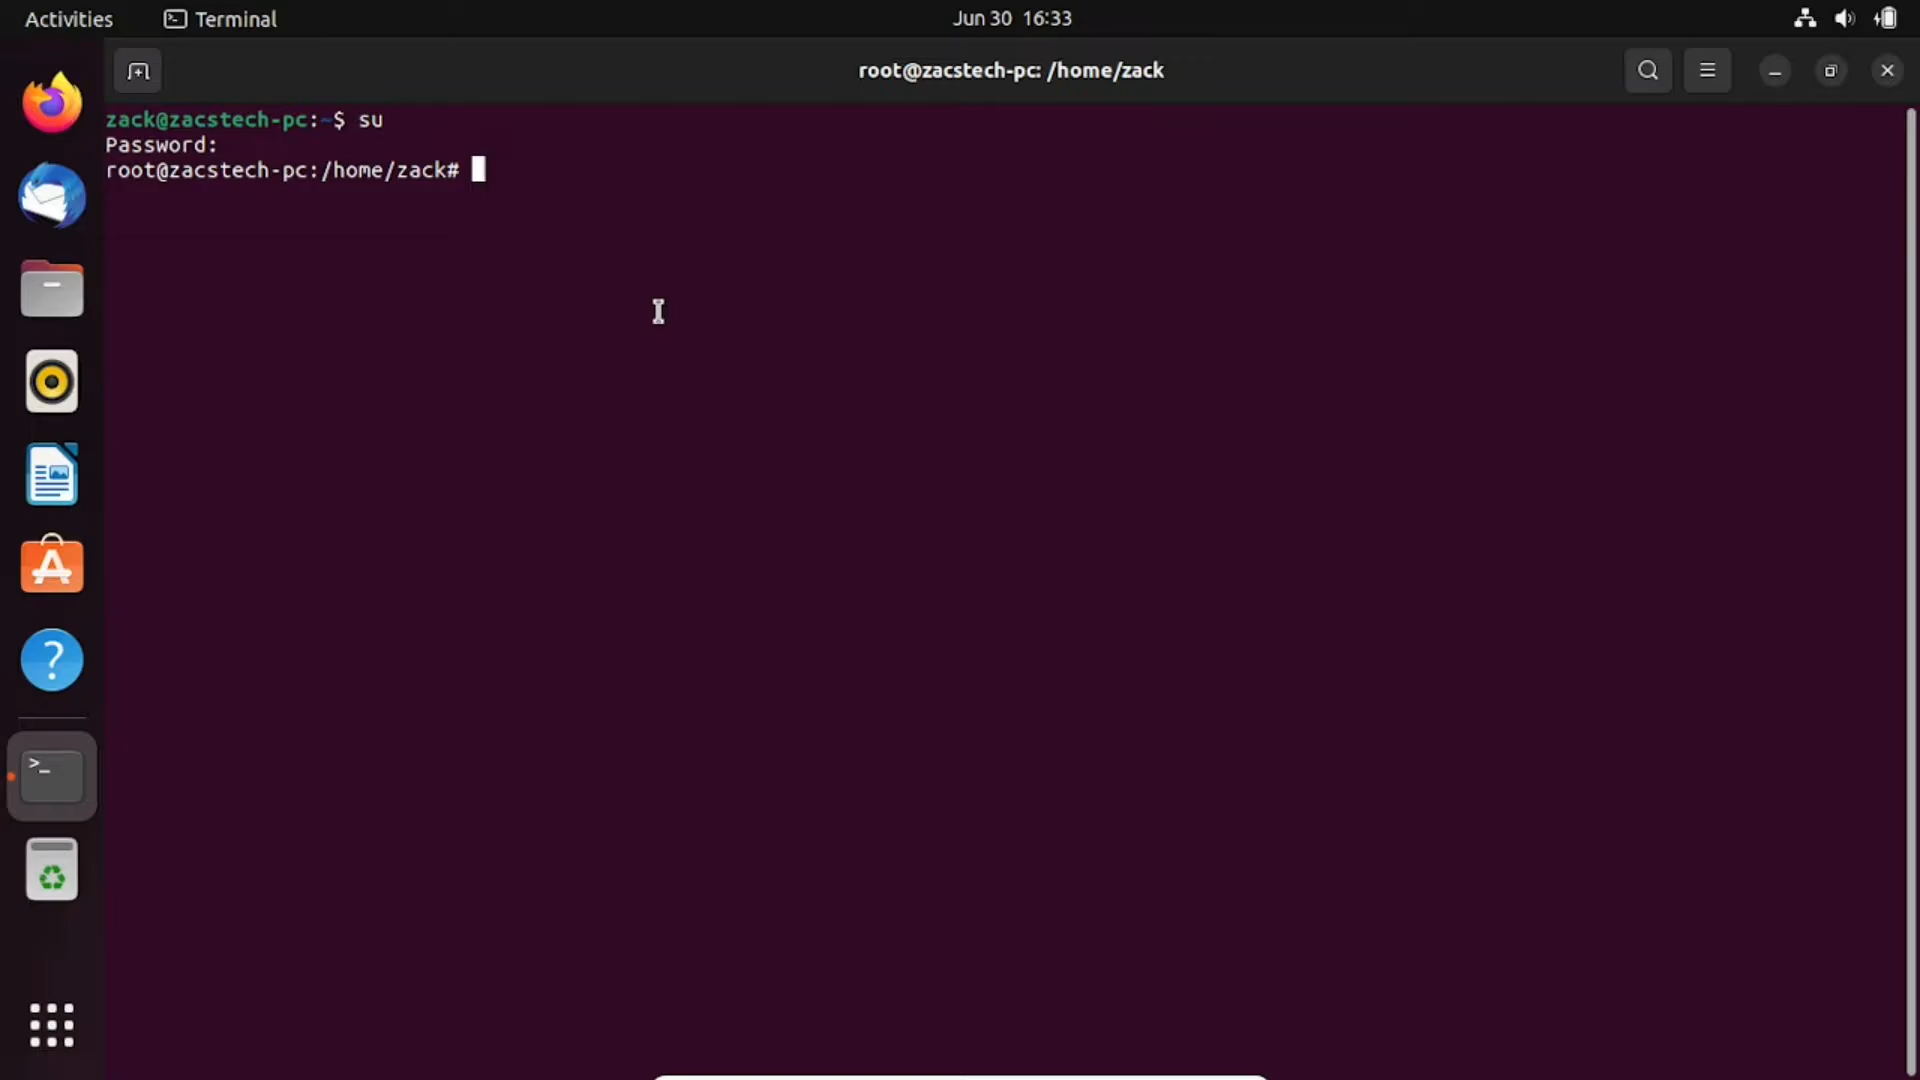 Activities Terminal Jun 30 16:33
root@zacstech-pc: /home/zack
zack@zacstech-pc:~$ su
Password:
root@zacstech-pc:/home/zack#